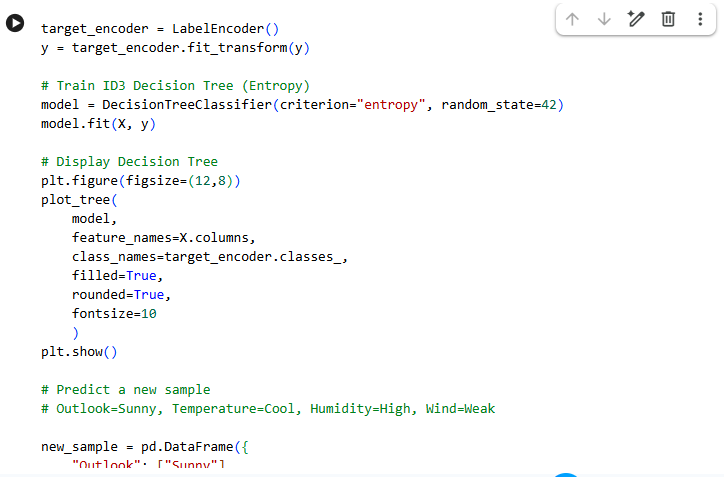 target_encoder = LabelEncoder()
y = target_encoder.fit_transform(y)
# Train ID3 Decision Tree (Entropy)
model = DecisionTreeClassifier(criterion="entropy", random_state=42)
model.fit(X, y)
# Display Decision Tree
plt.figure(figsize=(12,8))
plot_tree(
    model,
    feature_names=X.columns,
    class_names=target_encoder.classes_,
    filled=True,
    rounded=True,
    fontsize=10
    )
plt.show()
# Predict a new sample
# Outlook=Sunny, Temperature=Cool, Humidity=High, Wind=Weak
new_sample = pd.DataFrame({
    "Outlook": ["Sunny"]